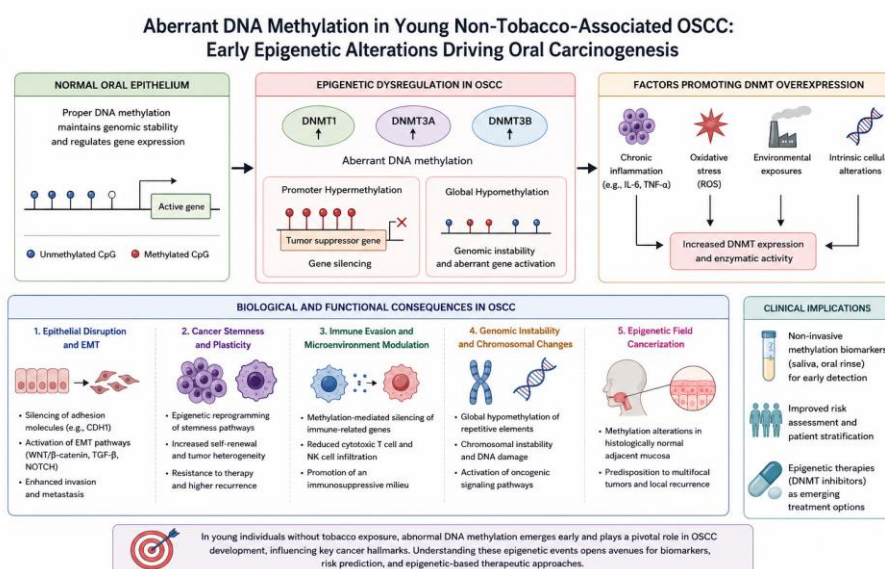 Aberrant DNA Methylation in Young Non-Tobacco-Associated OSCC:
Early Epigenetic Alterations Driving Oral Carcinogenesis
NORMAL ORAL EPITHELIUM
Proper DNA methylation
maintains genomic stability
and regulates gene expression
Active gene
Unmethylated CpG
Methylated CpG
EPIGENETIC DYSREGULATION IN OSCC
DNMT1
DNMT3A
DNMT3B
Aberrant DNA methylation
Promoter Hypermethylation
Tumor suppressor gene
Gene silencing
Global Hypomethylation
Genomic instability
and aberrant gene activation
FACTORS PROMOTING DNMT OVEREXPRESSION
Chronic
inflammation
(e.g., IL-6, TNF-α)
Oxidative
stress
(ROS)
Environmental
exposures
Intrinsic cellular
alterations
Increased DNMT expression
and enzymatic activity
BIOLOGICAL AND FUNCTIONAL CONSEQUENCES IN OSCC
1. Epithelial Disruption
and EMT
• Silencing of adhesion
molecules (e.g., CDH1)
• Activation of EMT pathways
(WNT/β-catenin, TGF-β,
NOTCH)
• Enhanced invasion
and metastasis
2. Cancer Stemness
and Plasticity
• Epigenetic reprogramming
of stemness pathways
• Increased self-renewal
and tumor heterogeneity
• Resistance to therapy
and higher recurrence
3. Immune Evasion and
Microenvironment Modulation
• Methylation-mediated silencing of
immune-related genes
• Reduced cytotoxic T cell and
NK cell infiltration
• Promotion of an
immunosuppressive milieu
4. Genomic Instability
and Chromosomal Changes
• Global hypomethylation of
repetitive elements
• Chromosomal instability
and DNA damage
• Activation of oncogenic
signaling pathways
5. Epigenetic Field
Cancerization
• Methylation alterations in
histologically normal
adjacent mucosa
• Predisposition to multifocal
tumors and local recurrence
CLINICAL IMPLICATIONS
Non-invasive
methylation biomarkers
(saliva, oral rinse)
for early detection
Improved risk
assessment and
patient stratification
Epigenetic therapies
(DNMT inhibitors)
as emerging
treatment options
In young individuals without tobacco exposure, abnormal DNA methylation emerges early and plays a pivotal role in OSCC
development, influencing key cancer hallmarks. Understanding these epigenetic events opens avenues for biomarkers,
risk prediction, and epigenetic-based therapeutic approaches.